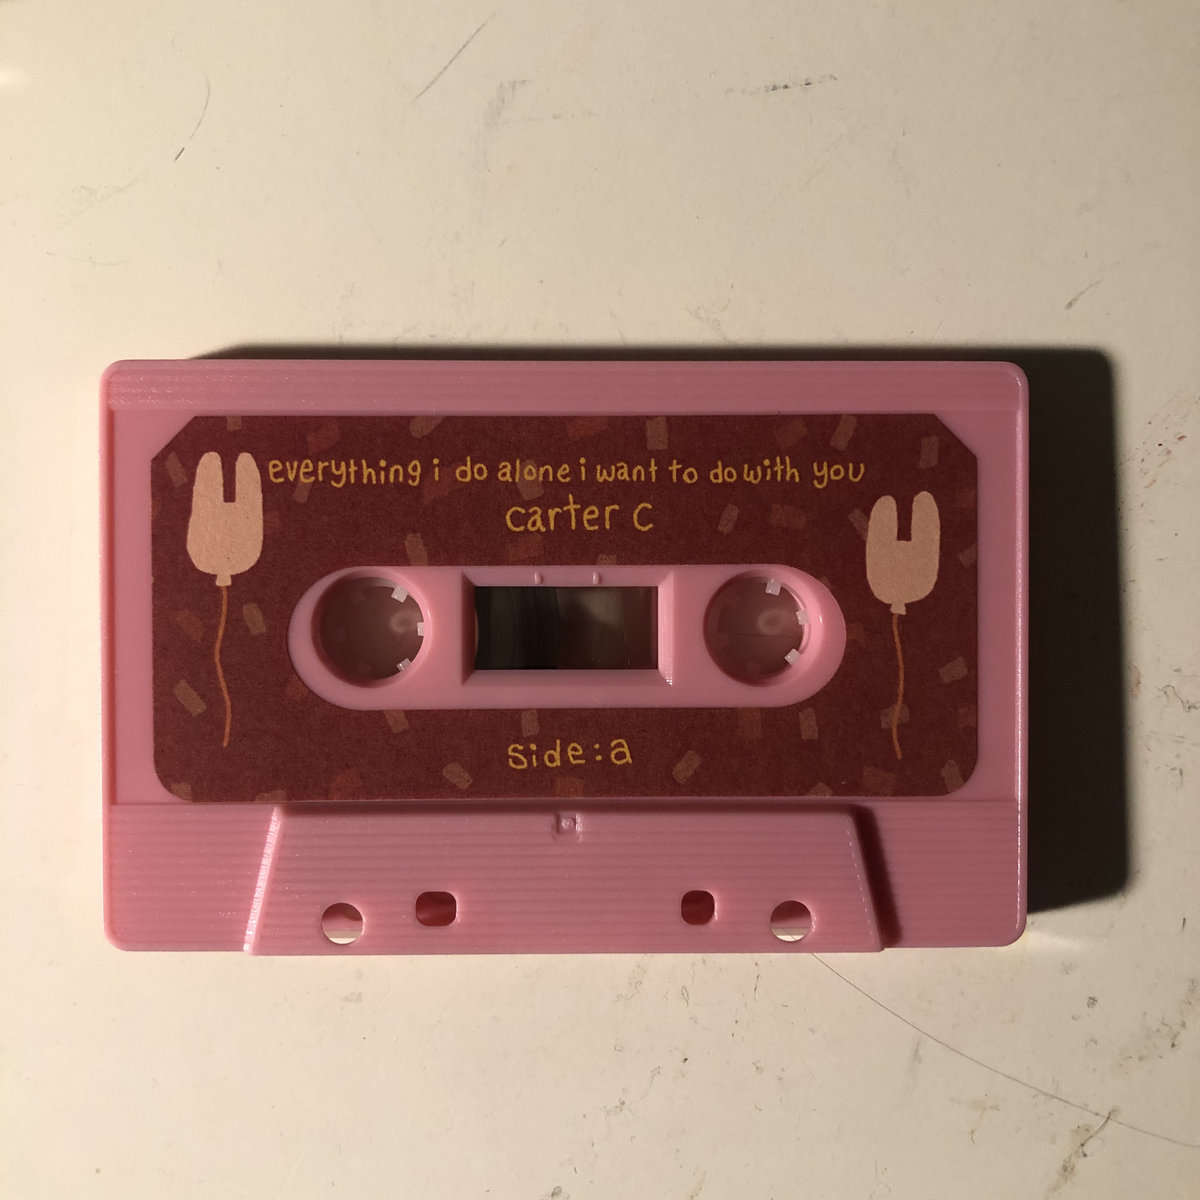 everything i do alone i want to do with you
carter c
side:a